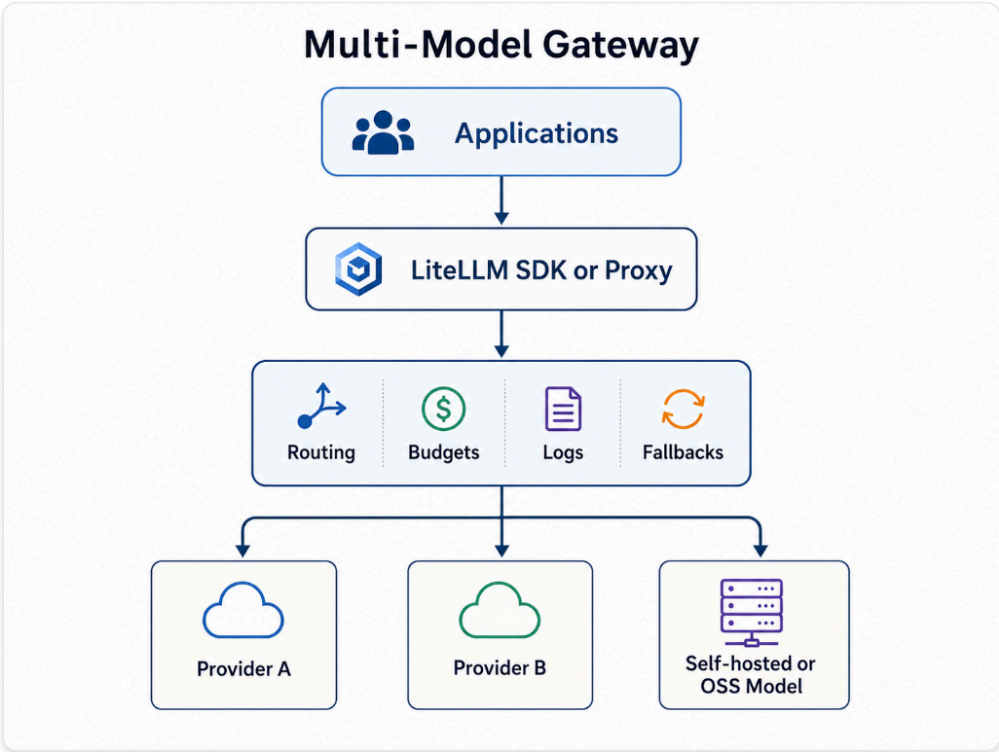 Multi-Model Gateway
Applications
LiteLLM SDK or Proxy
Routing
Budgets
Logs
Fallbacks
Provider A
Provider B
Self-hosted or
OSS Model